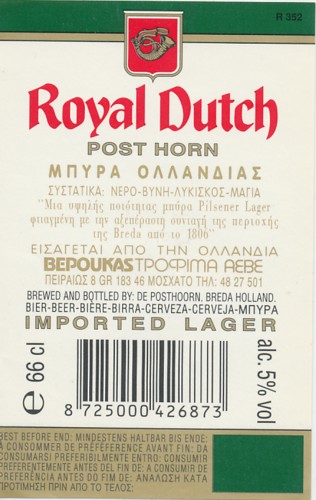 R 352
Royal Dutch
POST HORN
ΜΠΥΡΑ ΟΛΛΑΝΔΙΑΣ
ΣΥΣΤΑΤΙΚΑ: ΝΕΡΟ-ΒΥΝΗ-ΛΥΚΙΣΚΟΣ-ΜΑΓΙΑ
"Μια υψηλής ποιότητας μπύρα Pilsener Lager
φτιαγμένη με την αξεπέραστη συνταγή της περιοχής
της Breda από το 1806"
ΕΙΣΑΓΕΤΑΙ ΑΠΟ ΤΗΝ ΟΛΛΑΝΔΙΑ
ΒΕΡΟUKAS ΤΡΟΦΙΜΑ ΑΕΒΕ
ΠΕΙΡΑΙΩΣ 8 GR 183 46 ΜΟΣΧΑΤΟ ΤΗΛ: 48 27 501
BREWED AND BOTTLED BY: DE POSTHOORN. BREDA HOLLAND.
BIER-BEER-BIÈRE-BIRRA-CERVEZA-CERVEJA-ΜΠΥΡΑ
IMPORTED LAGER
e 66 cl
alc. 5% vol
8 725000 426873
BEST BEFORE END: MINDESTENS HALTBAR BIS ENDE:
A CONSOMMER DE PREFEFERENCE AVANT FIN: DA
CONSUMARSI PREFERIBILMENTE ENTRO: CONSUMIR PRE-
FERENTEMENTE ANTES DEL FIN DE: A CONSUMIR DE
PREFERÊNCIA ANTES DO FIM DE: ΑΝΑΛΩΣΗ ΚΑΤΑ
ΠΡΟΤΙΜΗΣΗ ΠΡΙΝ ΑΠΟ ΤΟ ΤΕΛΟΣ: